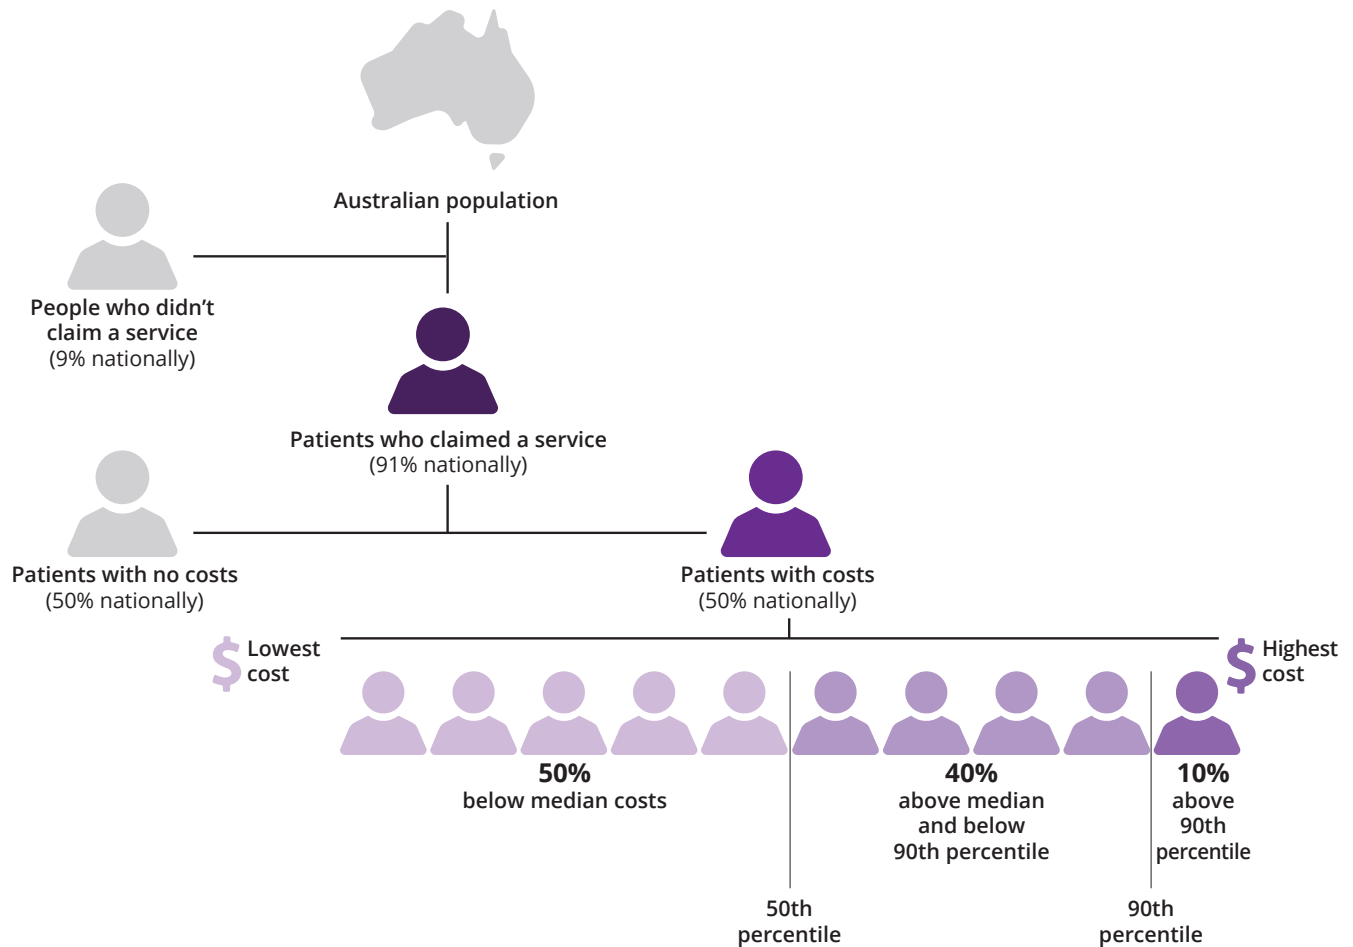 Australian population
People who didn’t
claim a service
(9% nationally)
Patients who claimed a service
(91% nationally)
Patients with no costs
(50% nationally)
Patients with costs
(50% nationally)
$ Lowest
cost
$ Highest
cost
50%
below median costs
40%
above median
and below
90th percentile
10%
above
90th
percentile
50th
percentile
90th
percentile